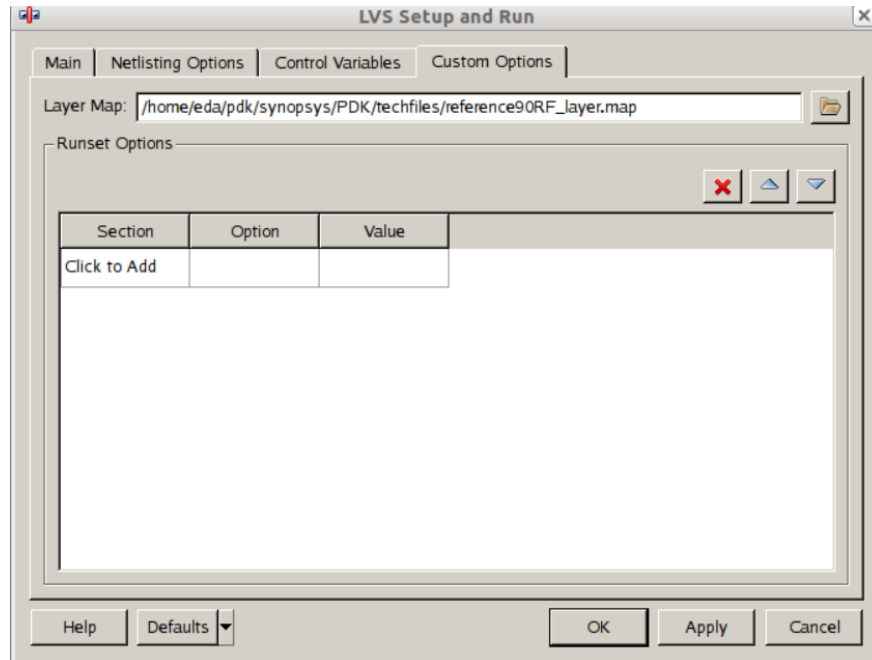 LVS Setup and Run
Main Netlisting Options Control Variables Custom Options
Layer Map: /home/eda/pdk/synopsys/PDK/techfiles/reference90RF_layer.map
Runset Options
Section Option Value
Click to Add
Help Defaults OK Apply Cancel